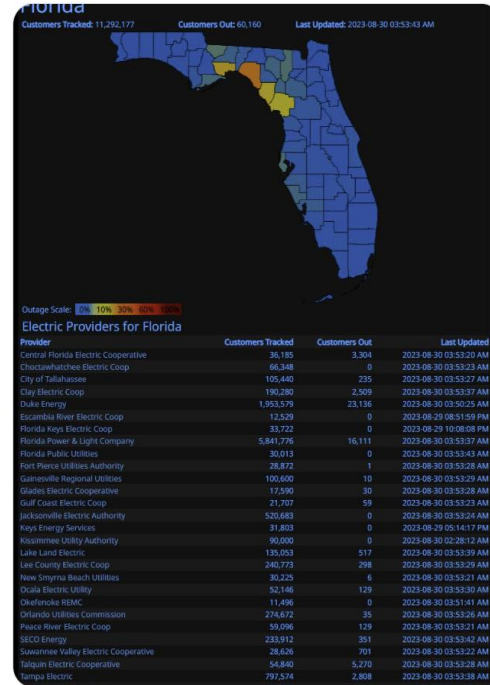 Florida
Customers Tracked: 11,292,177 Customers Out: 60,160 Last Updated: 2023-08-30 03:53:43 AM
Outage Scale: 0% 10% 30% 60% 100%
Electric Providers for Florida
Provider Customers Tracked Customers Out Last Updated
Central Florida Electric Cooperative 36,185 3,304 2023-08-30 03:53:20 AM
Choctawhatchee Electric Coop 66,348 0 2023-08-30 03:53:23 AM
City of Tallahassee 105,440 235 2023-08-30 03:53:27 AM
Clay Electric Coop 190,280 2,509 2023-08-30 03:53:37 AM
Duke Energy 1,953,579 23,136 2023-08-30 03:50:25 AM
Escambia River Electric Coop 12,529 0 2023-08-29 08:51:59 PM
Florida Keys Electric Coop 33,722 0 2023-08-29 10:08:08 PM
Florida Power & Light Company 5,841,776 16,111 2023-08-30 03:53:37 AM
Florida Public Utilities 30,013 0 2023-08-30 03:53:43 AM
Fort Pierce Utilities Authority 28,872 1 2023-08-30 03:53:28 AM
Gainesville Regional Utilities 100,600 10 2023-08-30 03:53:29 AM
Glades Electric Cooperative 17,590 30 2023-08-30 03:53:28 AM
Gulf Coast Electric Coop 21,707 59 2023-08-30 03:53:23 AM
Jacksonville Electric Authority 520,683 0 2023-08-30 03:53:24 AM
Keys Energy Services 31,803 0 2023-08-29 05:14:17 PM
Kissimmee Utility Authority 90,000 0 2023-08-30 02:28:12 AM
Lake Land Electric 135,053 517 2023-08-30 03:53:39 AM
Lee County Electric Coop 240,773 298 2023-08-30 03:53:29 AM
New Smyrna Beach Utilities 30,225 6 2023-08-30 03:53:21 AM
Ocala Electric Utility 52,146 129 2023-08-30 03:53:30 AM
Okefenoke REMC 11,496 0 2023-08-30 03:51:41 AM
Orlando Utilities Commission 274,672 35 2023-08-30 03:53:26 AM
Peace River Electric Coop 59,096 129 2023-08-30 03:53:21 AM
SECO Energy 233,912 351 2023-08-30 03:53:42 AM
Suwannee Valley Electric Cooperative 28,626 701 2023-08-30 03:53:22 AM
Talquin Electric Cooperative 54,840 5,270 2023-08-30 03:53:28 AM
Tampa Electric 797,574 2,808 2023-08-30 03:53:38 AM